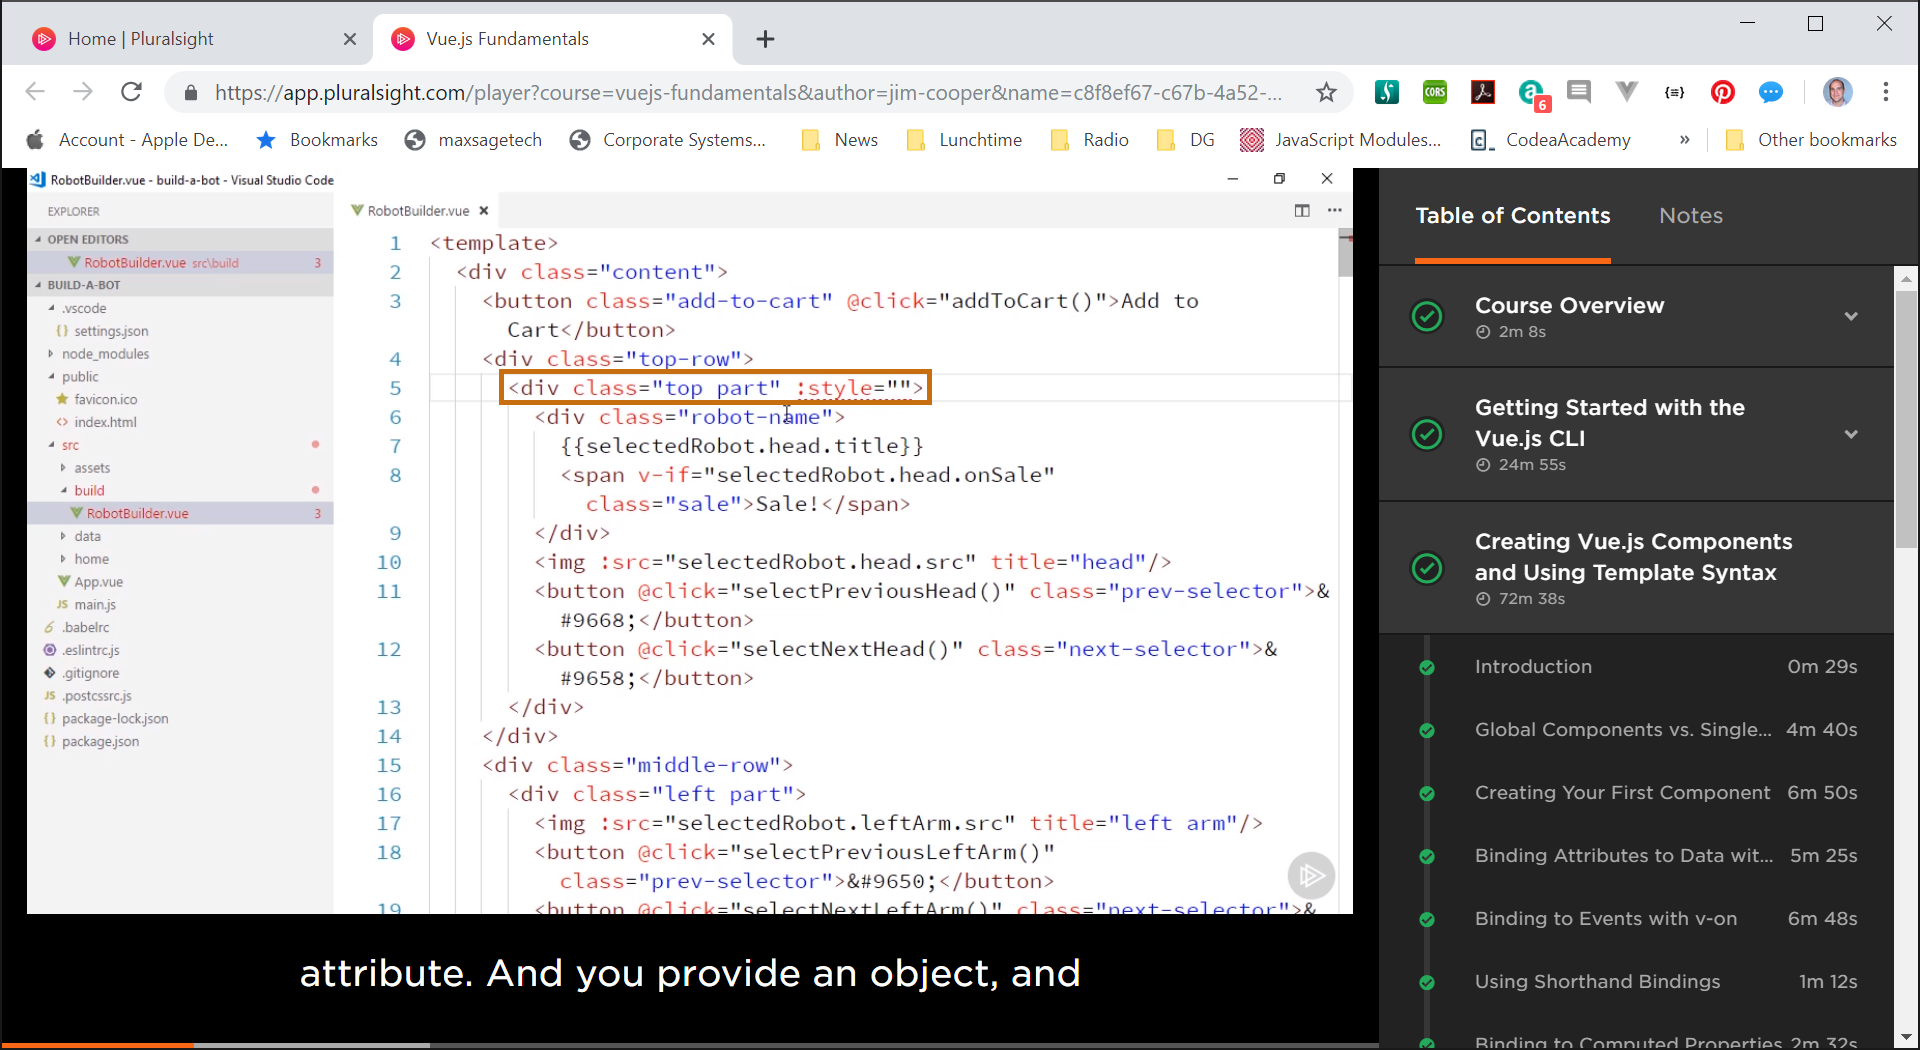 Home | Pluralsight
Vue.js Fundamentals
https://app.pluralsight.com/player?course=vuejs-fundamentals&author=jim-cooper&name=c8f8ef67-c67b-4a52-...
CORS
6
Account - Apple De...
Bookmarks
maxsagetech
Corporate Systems...
News
Lunchtime
Radio
DG
JavaScript Modules...
CodeaAcademy
»
Other bookmarks
RobotBuilder.vue - build-a-bot - Visual Studio Code
EXPLORER
OPEN EDITORS
RobotBuilder.vue src\build 3
BUILD-A-BOT
.vscode
{} settings.json
node_modules
public
favicon.ico
<> index.html
src
assets
build
RobotBuilder.vue 3
data
home
App.vue
JS main.js
.babelrc
.eslintrc.js
.gitignore
JS .postcssrc.js
{} package-lock.json
{} package.json
RobotBuilder.vue
1 <template>
2 <div class="content">
3 <button class="add-to-cart" @click="addToCart()">Add to
Cart</button>
4 <div class="top-row">
5 <div class="top part" :style="">
6 <div class="robot-name">
7 {{selectedRobot.head.title}}
8 <span v-if="selectedRobot.head.onSale"
class="sale">Sale!</span>
9 </div>
10 <img :src="selectedRobot.head.src" title="head"/>
11 <button @click="selectPreviousHead()" class="prev-selector">&
#9668;</button>
12 <button @click="selectNextHead()" class="next-selector">&
#9658;</button>
13 </div>
14 </div>
15 <div class="middle-row">
16 <div class="left part">
17 <img :src="selectedRobot.leftArm.src" title="left arm"/>
18 <button @click="selectPreviousLeftArm()"
class="prev-selector">&#9650;</button>
19 <button @click="selectNextLeftArm()" class="next-selector">&
attribute. And you provide an object, and
Table of Contents
Notes
Course Overview
2m 8s
Getting Started with the
Vue.js CLI
24m 55s
Creating Vue.js Components
and Using Template Syntax
72m 38s
Introduction 0m 29s
Global Components vs. Single... 4m 40s
Creating Your First Component 6m 50s
Binding Attributes to Data wit... 5m 25s
Binding to Events with v-on 6m 48s
Using Shorthand Bindings 1m 12s
Binding to Computed Properties 2m 32s